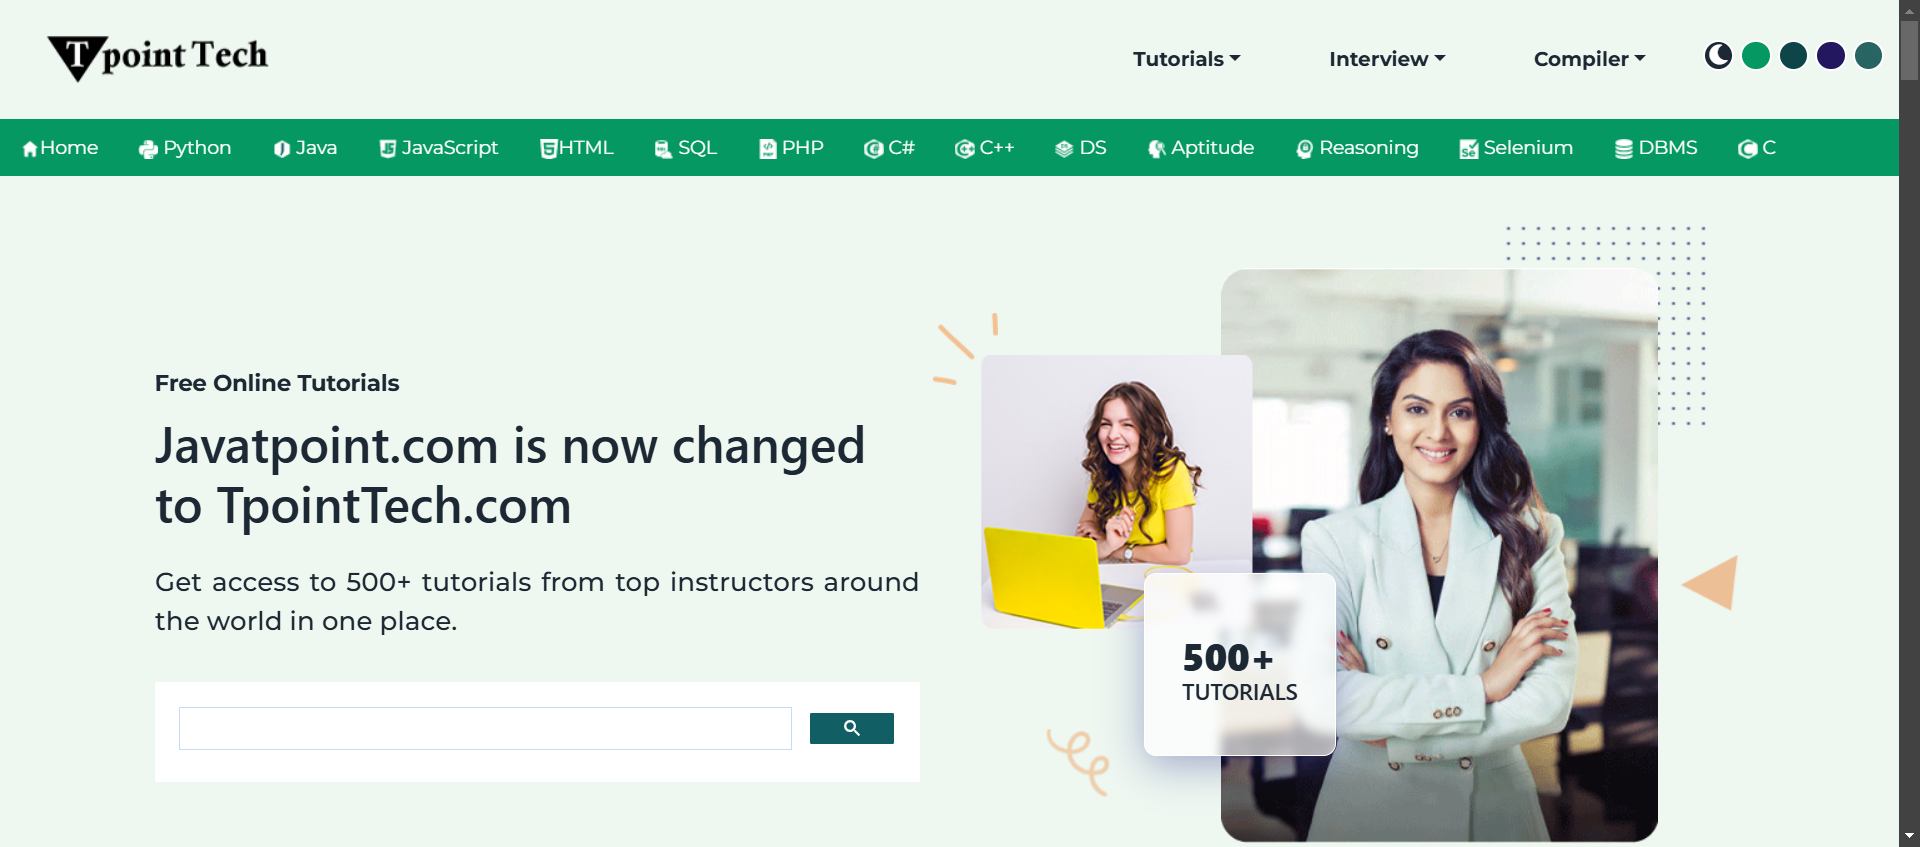 Tpoint Tech
Tutorials
Interview
Compiler
Home
Python
Java
JavaScript
HTML
SQL
PHP
C#
C++
DS
Aptitude
Reasoning
Selenium
DBMS
C
Free Online Tutorials
Javatpoint.com is now changed
to TpointTech.com
Get access to 500+ tutorials from top instructors around
the world in one place.
500+
TUTORIALS